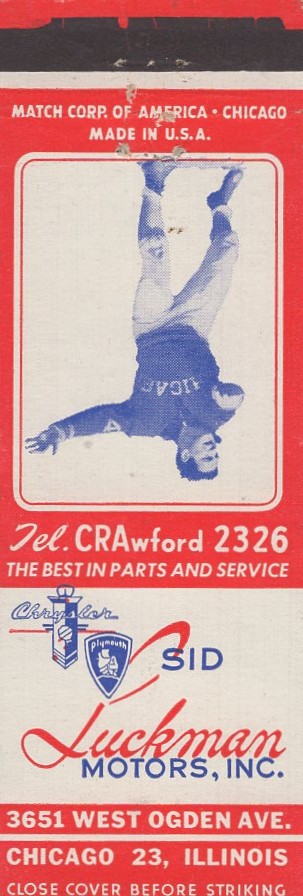 MATCH CORP. OF AMERICA • CHICAGO
MADE IN U.S.A.
Tel. CRAwford 2326
THE BEST IN PARTS AND SERVICE
Chrysler
Plymouth
SID
Luckman
MOTORS, INC.
3651 WEST OGDEN AVE.
CHICAGO 23, ILLINOIS
CLOSE COVER BEFORE STRIKING